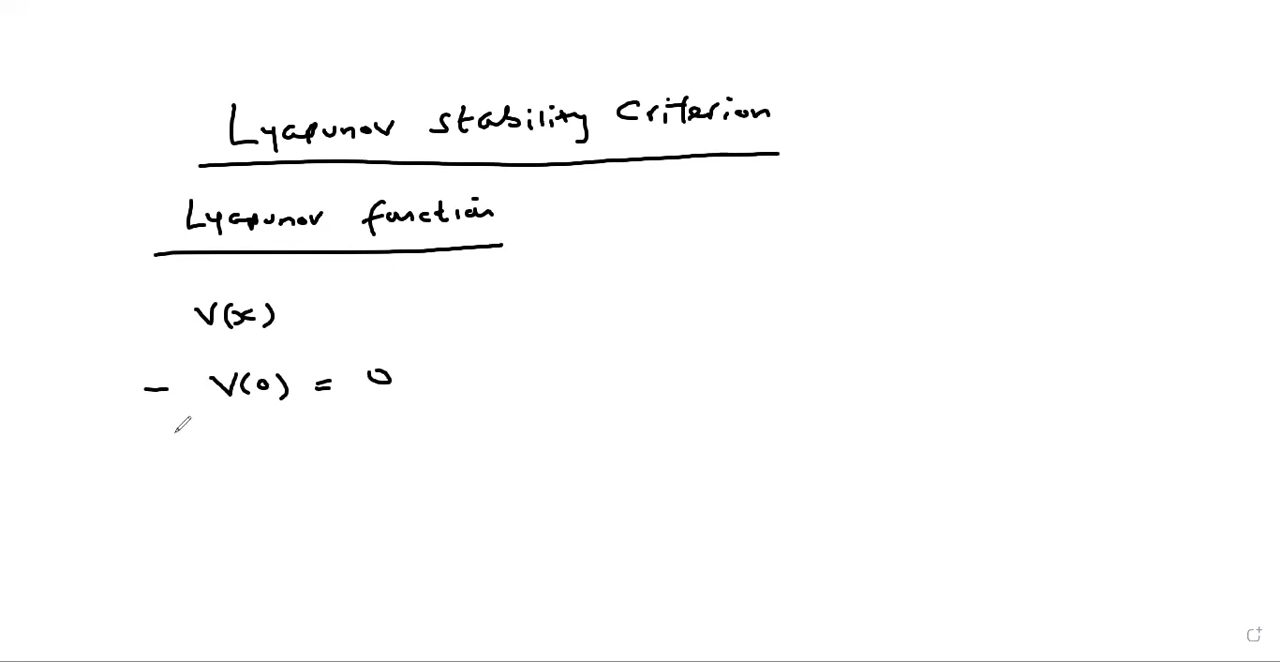 Lyapunov stability Criterion
Lyapunov function
V(x)
– V(0) = 0